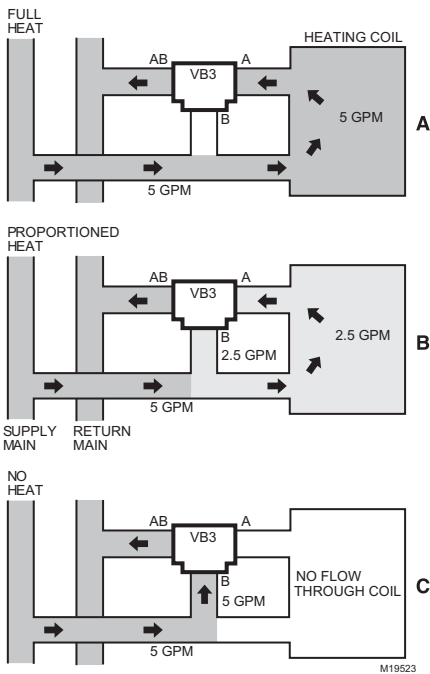 FULL
HEAT
HEATING COIL
AB
A
VB3
B
5 GPM
A
5 GPM
PROPORTIONED
HEAT
AB
A
VB3
B
2.5 GPM
2.5 GPM
B
5 GPM
SUPPLY
MAIN
RETURN
MAIN
NO
HEAT
AB
A
VB3
B
5 GPM
NO FLOW
THROUGH COIL
C
5 GPM
M19523